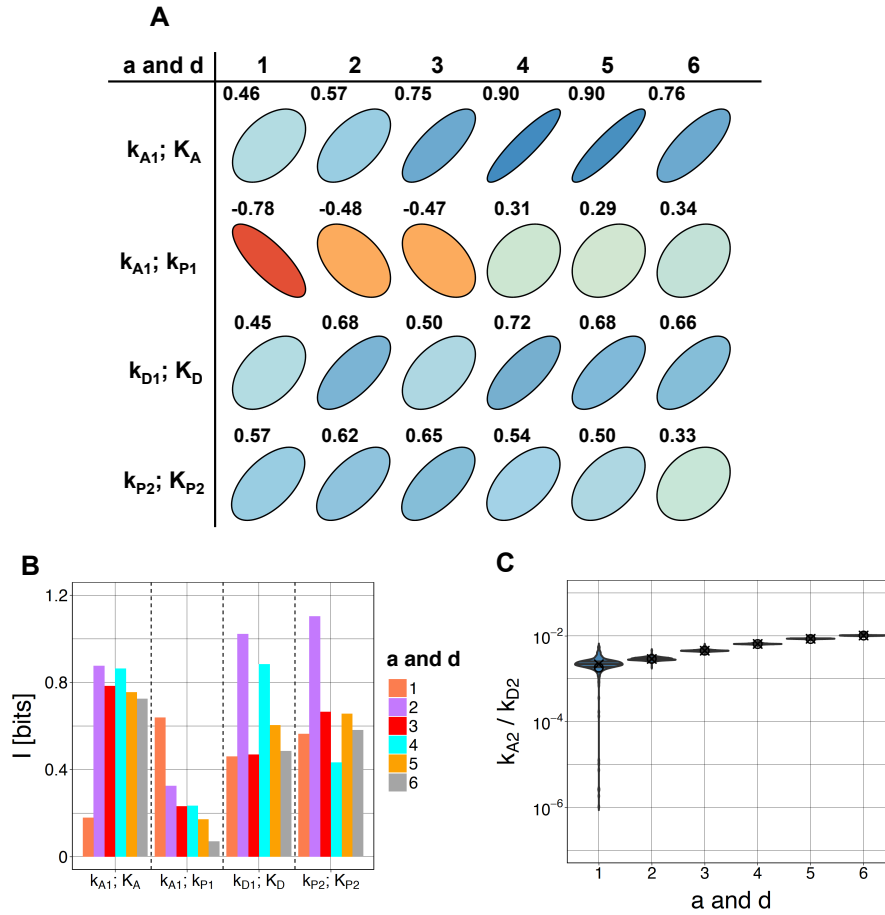 A
a and d 1 2 3 4 5 6
0.46 0.57 0.75 0.90 0.90 0.76
kA1; KA
-0.78 -0.48 -0.47 0.31 0.29 0.34
kA1; kP1
0.45 0.68 0.50 0.72 0.68 0.66
kD1; KD
0.57 0.62 0.65 0.54 0.50 0.33
kP2; KP2
B
I [bits]
1.2
0.8
0.4
0
kA1; KA kA1; kP1 kD1; KD kP2; KP2
a and d
1
2
3
4
5
6
C
kA2 / kD2
10−2
10−4
10−6
1 2 3 4 5 6
a and d